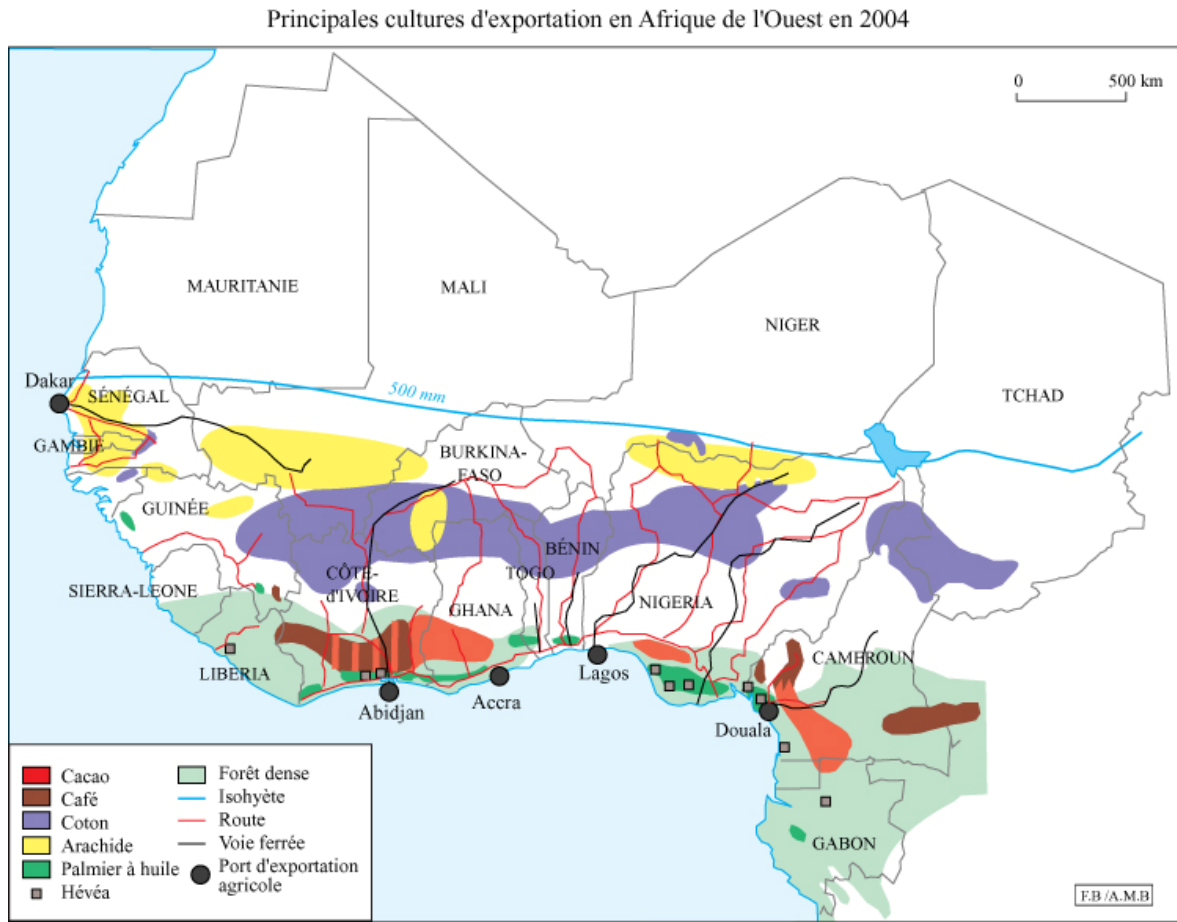 Principales cultures d'exportation en Afrique de l'Ouest en 2004
0 500 km
MAURITANIE
MALI
NIGER
TCHAD
Dakar
SÉNÉGAL
500 mm
GAMBIE
BURKINA-
FASO
GUINÉE
BÉNIN
SIERRA-LEONE
CÔTE-
d'IVOIRE
TOGO
GHANA
NIGERIA
LIBERIA
CAMEROUN
Abidjan
Accra
Lagos
Douala
GABON
Cacao
Café
Coton
Arachide
Palmier à huile
Hévéa
Forêt dense
Isohyète
Route
Voie ferrée
Port d'exportation
agricole
F.B /A.M.B